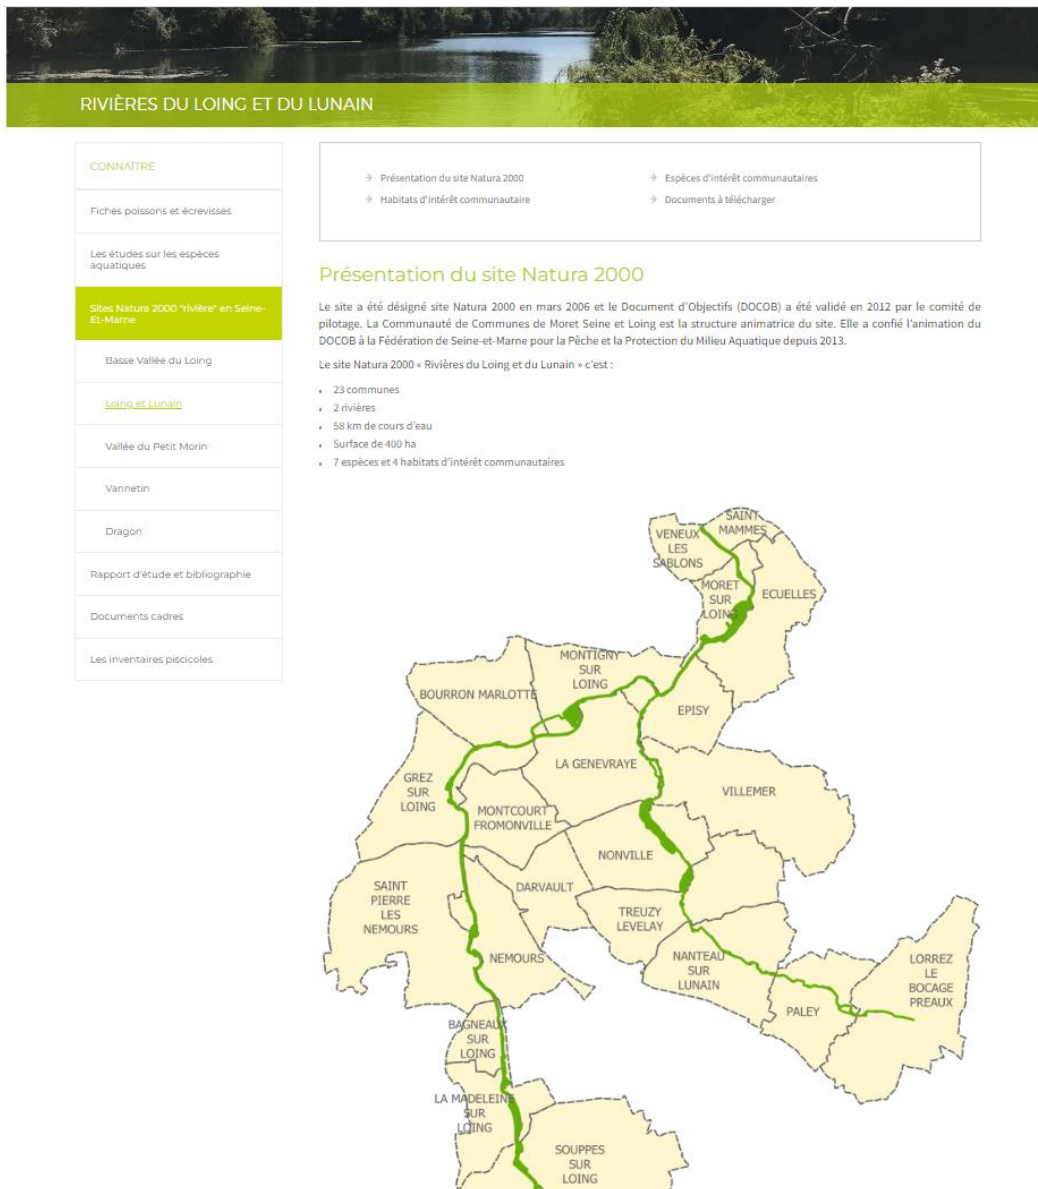 RIVIÈRES DU LOING ET DU LUNAIN
CONNAÎTRE
Fiches poissons et écrevisses
Les études sur les espèces
aquatiques
Sites Natura 2000 "rivière" en Seine-
Et-Marne
Basse Vallée du Loing
Loing et Lunain
Vallée du Petit Morin
Vannetin
Dragon
Rapport d'étude et bibliographie
Documents cadres
Les inventaires piscicoles
Présentation du site Natura 2000
Espèces d'intérêt communautaires
Habitats d'intérêt communautaire
Documents à télécharger
Présentation du site Natura 2000
Le site a été désigné site Natura 2000 en mars 2006 et le Document d'Objectifs (DOCOB) a été validé en 2012 par le comité de
pilotage. La Communauté de Communes de Moret Seine et Loing est la structure animatrice du site. Elle a confié l'animation du
DOCOB à la Fédération de Seine-et-Marne pour la Pêche et la Protection du Milieu Aquatique depuis 2013.
Le site Natura 2000 « Rivières du Loing et du Lunain » c'est :
23 communes
2 rivières
58 km de cours d'eau
Surface de 400 ha
7 espèces et 4 habitats d'intérêt communautaires
SAINT
MAMMES
VENEUX
LES
SABLONS
MORET
SUR
LOING
ECUELLES
MONTIGNY
SUR
LOING
BOURRON MARLOTTE
EPISY
LA GENEVRAYE
GREZ
SUR
LOING
VILLEMER
MONTCOURT
FROMONVILLE
NONVILLE
DARVAULT
SAINT
PIERRE
LES
NEMOURS
TREUZY
LEVELAY
NEMOURS
NANTEAU
SUR
LUNAIN
LORREZ
LE
BOCAGE
PREAUX
PALEY
BAGNEAUX
SUR
LOING
LA MADELEINE
SUR
LOING
SOUPPES
SUR
LOING